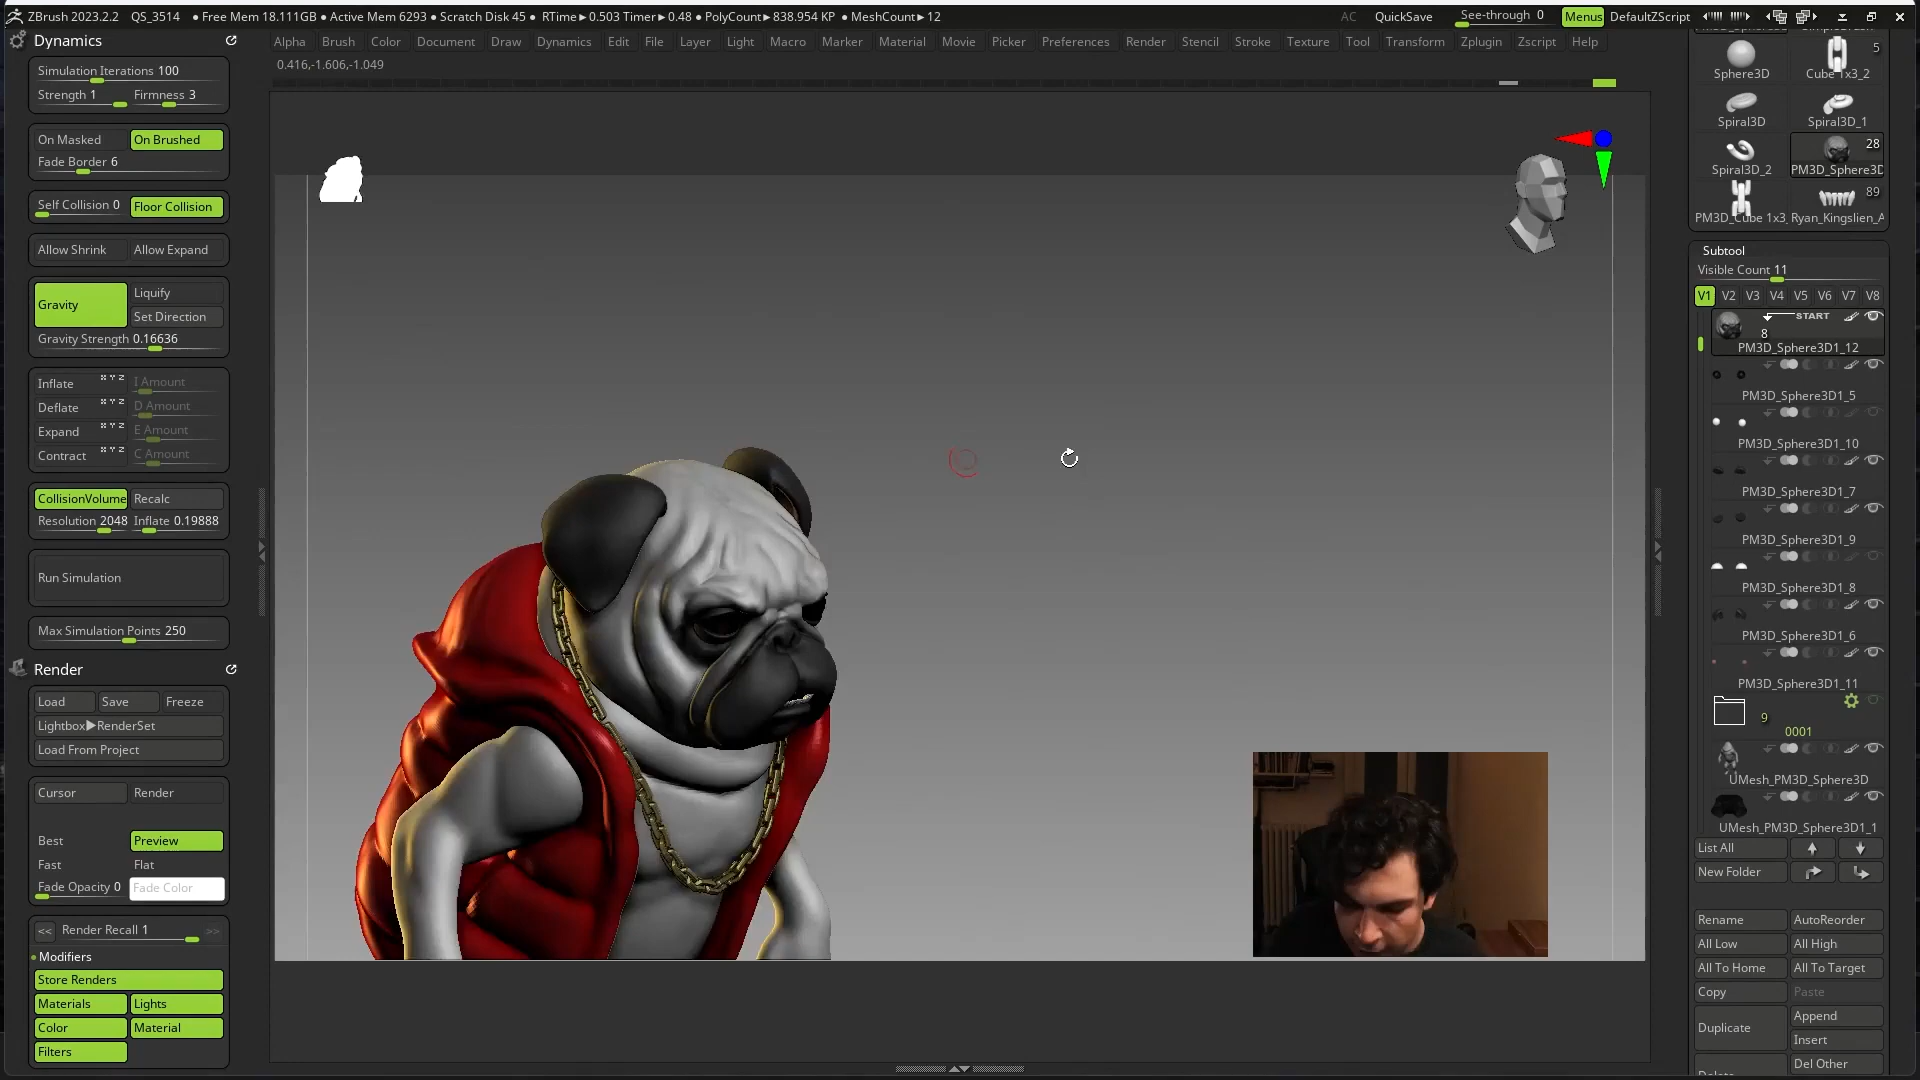 ZBrush 2023.2.2 QS_3514 • Free Mem 18.111GB • Active Mem 6293 • Scratch Disk 45 • RTime▶0.503 Timer▶0.48 • PolyCount▶838.954 KP • MeshCount▶12 AC QuickSave See-through 0 Menus DefaultZScript
Dynamics
Alpha Brush Color Document Draw Dynamics Edit File Layer Light Macro Marker Material Movie Picker Preferences Render Stencil Stroke Texture Tool Transform Zplugin Zscript Help
0.416,-1.606,-1.049
Simulation Iterations 100
Strength 1 Firmness 3
On Masked On Brushed
Fade Border 6
Self Collision 0 Floor Collision
Allow Shrink Allow Expand
Gravity Liquify
Set Direction
Gravity Strength 0.16636
Inflate X Y Z I Amount
Deflate X Y Z D Amount
Expand X Y Z E Amount
Contract X Y Z C Amount
CollisionVolume Recalc
Resolution 2048 Inflate 0.19888
Run Simulation
Max Simulation Points 250
Render
Load Save Freeze
Lightbox▶RenderSet
Load From Project
Cursor Render
Best Preview
Fast Flat
Fade Opacity 0 Fade Color
<< Render Recall 1 >>
Modifiers
Store Renders
Materials Lights
Color Material
Filters
5
Sphere3D Cube 1x3_2
Spiral3D Spiral3D_1
28
Spiral3D_2 PM3D_Sphere3D
89
PM3D_Cube 1x3_ Ryan_Kingslien_A
Subtool
Visible Count 11
V1 V2 V3 V4 V5 V6 V7 V8
START
8
PM3D_Sphere3D1_12
PM3D_Sphere3D1_5
PM3D_Sphere3D1_10
PM3D_Sphere3D1_7
PM3D_Sphere3D1_9
PM3D_Sphere3D1_8
PM3D_Sphere3D1_6
PM3D_Sphere3D1_11
9
0001
UMesh_PM3D_Sphere3D
UMesh_PM3D_Sphere3D1_1
List All
New Folder
Rename AutoReorder
All Low All High
All To Home All To Target
Copy Paste
Duplicate Append
Insert
Del Other